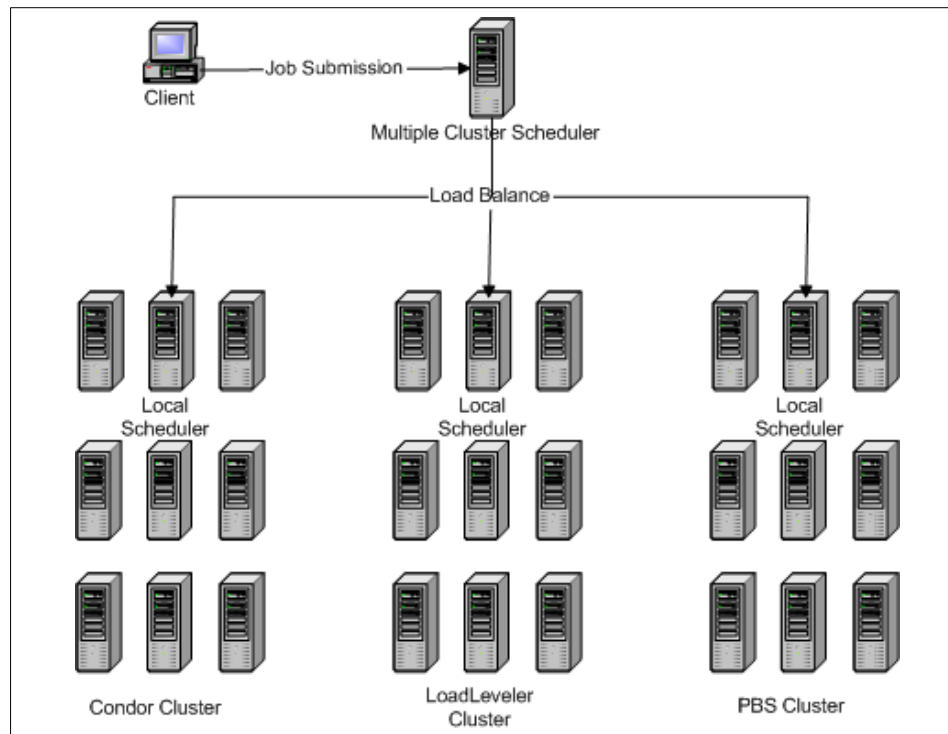 Job Submission
Client
Multiple Cluster Scheduler
Load Balance
Local
Scheduler
Local
Scheduler
Local
Scheduler
Condor Cluster
LoadLeveler
Cluster
PBS Cluster